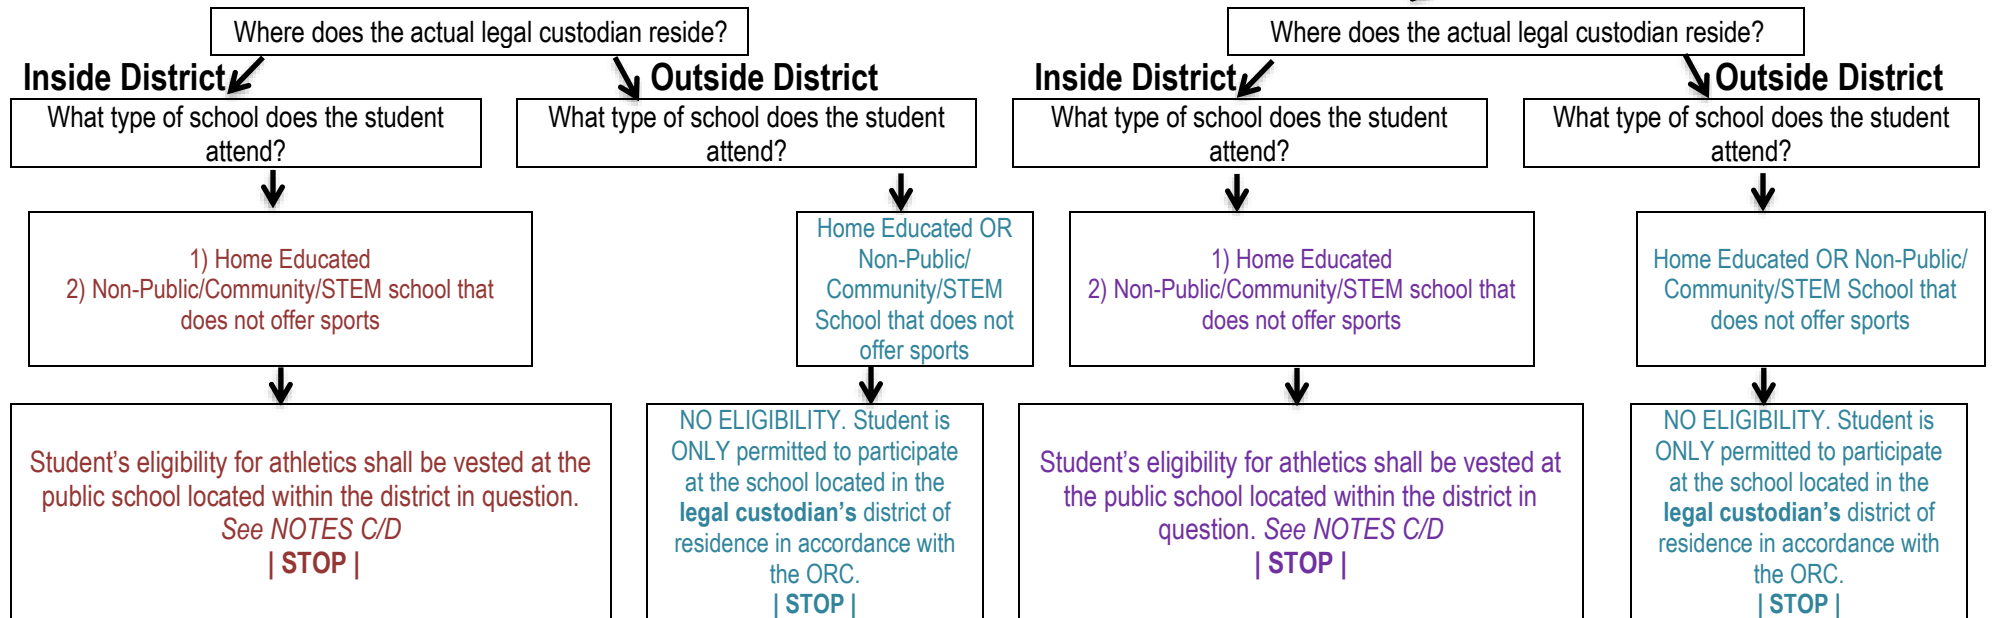 Where does the actual legal custodian reside?
Inside District
Outside District
What type of school does the student
attend?
What type of school does the student
attend?
1) Home Educated
2) Non-Public/Community/STEM school that
does not offer sports
Home Educated OR
Non-Public/
Community/STEM
School that does not
offer sports
Student’s eligibility for athletics shall be vested at the
public school located within the district in question.
See NOTES C/D
| STOP |
NO ELIGIBILITY. Student is
ONLY permitted to participate
at the school located in the
legal custodian’s district of
residence in accordance with
the ORC.
| STOP |
Where does the actual legal custodian reside?
Inside District
Outside District
What type of school does the student
attend?
What type of school does the student
attend?
1) Home Educated
2) Non-Public/Community/STEM school that
does not offer sports
Home Educated OR Non-Public/
Community/STEM School that
does not offer sports
Student’s eligibility for athletics shall be vested at
the public school located within the district in
question. See NOTES C/D
| STOP |
NO ELIGIBILITY. Student is
ONLY permitted to participate
at the school located in the
legal custodian’s district of
residence in accordance with
the ORC.
| STOP |